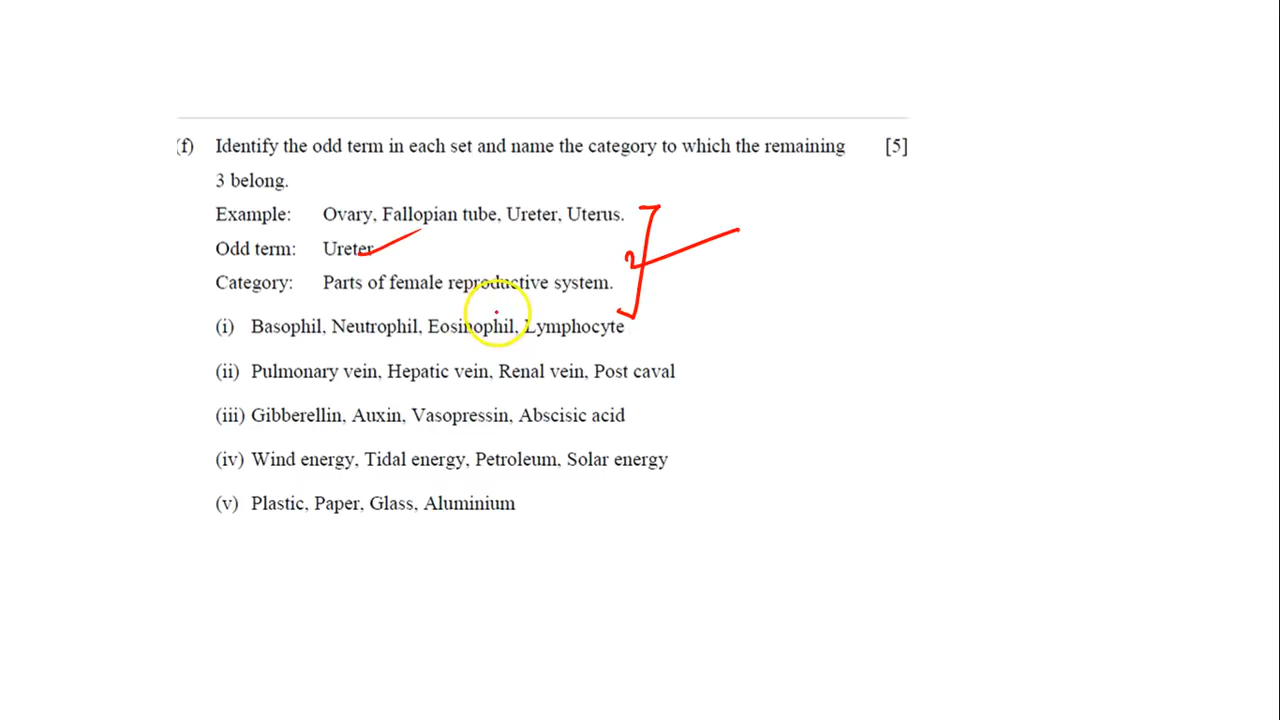 (f) Identify the odd term in each set and name the category to which the remaining [5]
3 belong.
Example: Ovary, Fallopian tube, Ureter, Uterus.
Odd term: Ureter
Category: Parts of female reproductive system.
(i) Basophil, Neutrophil, Eosinophil, Lymphocyte
(ii) Pulmonary vein, Hepatic vein, Renal vein, Post caval
(iii) Gibberellin, Auxin, Vasopressin, Abscisic acid
(iv) Wind energy, Tidal energy, Petroleum, Solar energy
(v) Plastic, Paper, Glass, Aluminium